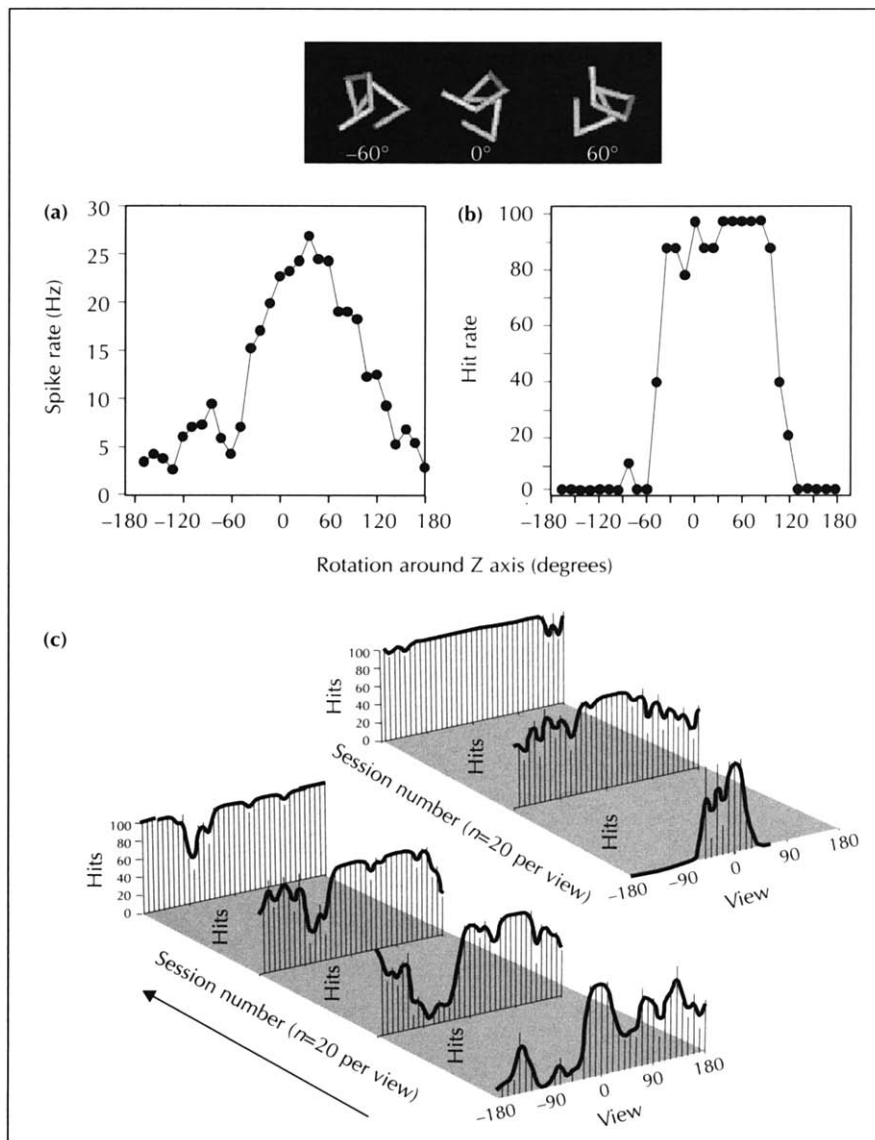 −60° 0° 60°
(a)
30
25
20
15
10
5
0
Spike rate (Hz)
−180 −120 −60 0 60 120 180
(b)
100
80
60
40
20
0
Hit rate
−180 −120 −60 0 60 120 180
Rotation around Z axis (degrees)
(c)
100
80
60
40
20
0
Hits
Hits
Hits
Session number (n=20 per view)
−180 −90 0 90 180
View
100
80
60
40
20
0
Hits
Hits
Hits
Hits
Session number (n=20 per view)
−180 −90 0 90 180
View